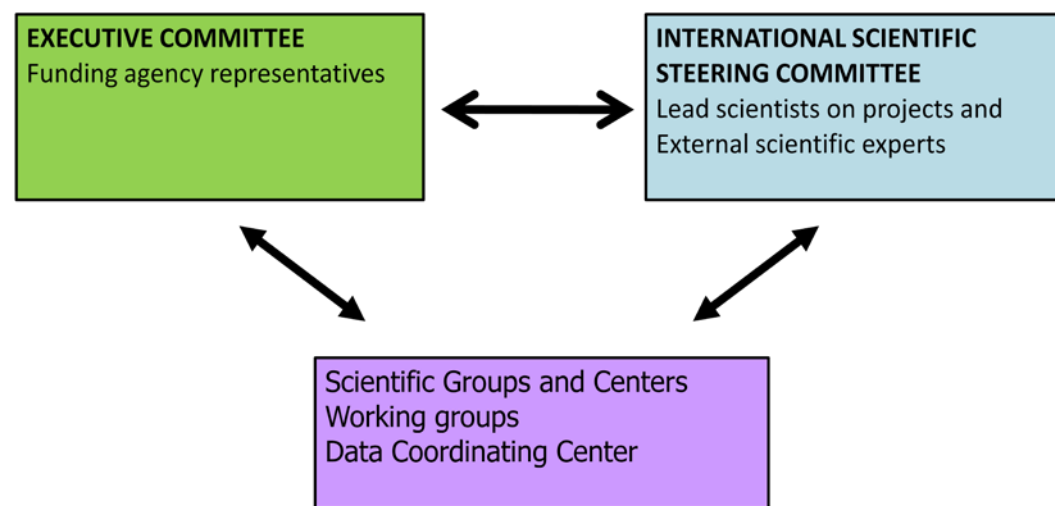 EXECUTIVE COMMITTEE
Funding agency representatives
INTERNATIONAL SCIENTIFIC
STEERING COMMITTEE
Lead scientists on projects and
External scientific experts
Scientific Groups and Centers
Working groups
Data Coordinating Center